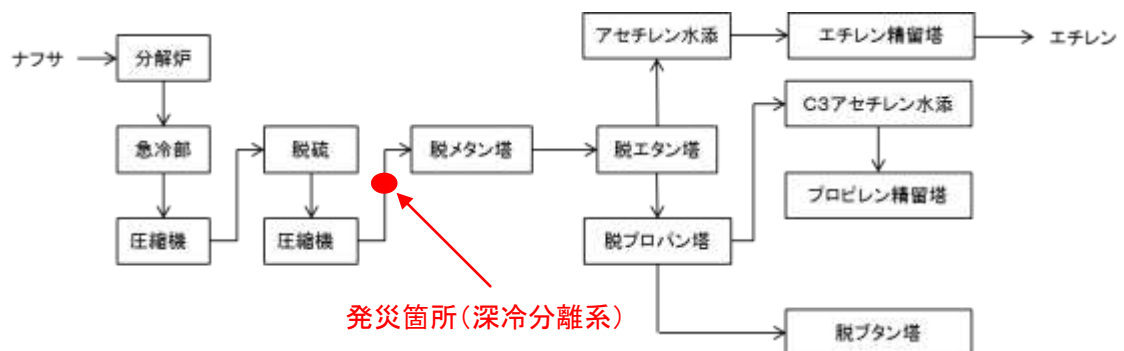 ナフサ
分解炉
急冷部
圧縮機
脱硫
圧縮機
発災箇所(深冷分離系)
脱メタン塔
脱エタン塔
アセチレン水添
エチレン精留塔
エチレン
脱プロパン塔
C3アセチレン水添
プロピレン精留塔
脱ブタン塔